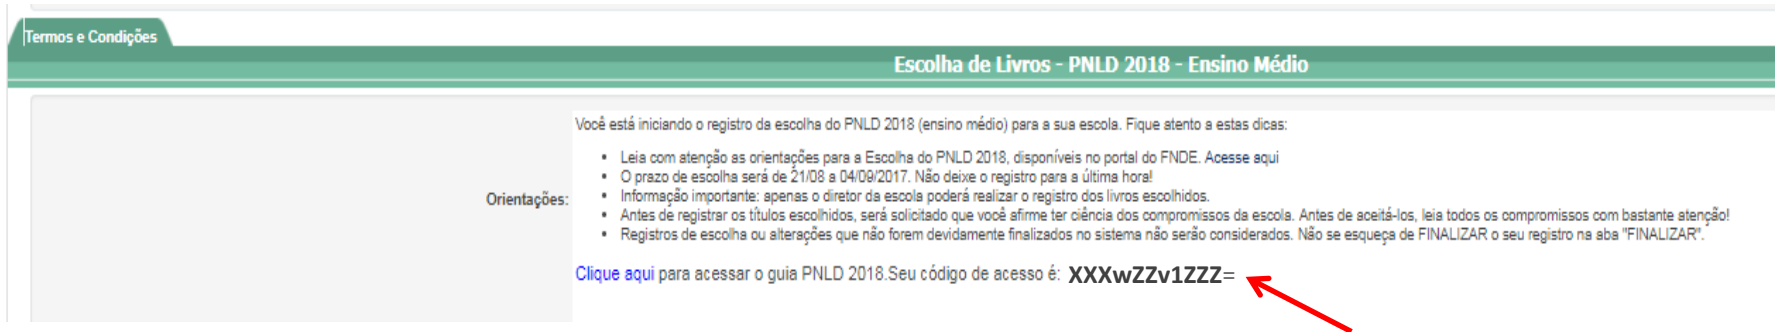 Termos e Condições
Escolha de Livros - PNLD 2018 - Ensino Médio
Você está iniciando o registro da escolha do PNLD 2018 (ensino médio) para a sua escola. Fique atento a estas dicas:
• Leia com atenção as orientações para a Escolha do PNLD 2018, disponíveis no portal do FNDE. Acesse aqui
• O prazo de escolha será de 21/08 a 04/09/2017. Não deixe o registro para a última hora!
Orientações:
• Informação importante: apenas o diretor da escola poderá realizar o registro dos livros escolhidos.
• Antes de registrar os títulos escolhidos, será solicitado que você afirme ter ciência dos compromissos da escola. Antes de aceitá-los, leia todos os compromissos com bastante atenção!
• Registros de escolha ou alterações que não forem devidamente finalizados no sistema não serão considerados. Não se esqueça de FINALIZAR o seu registro na aba "FINALIZAR".
Clique aqui para acessar o guia PNLD 2018.Seu código de acesso é: XXXwZZv1ZZZ=